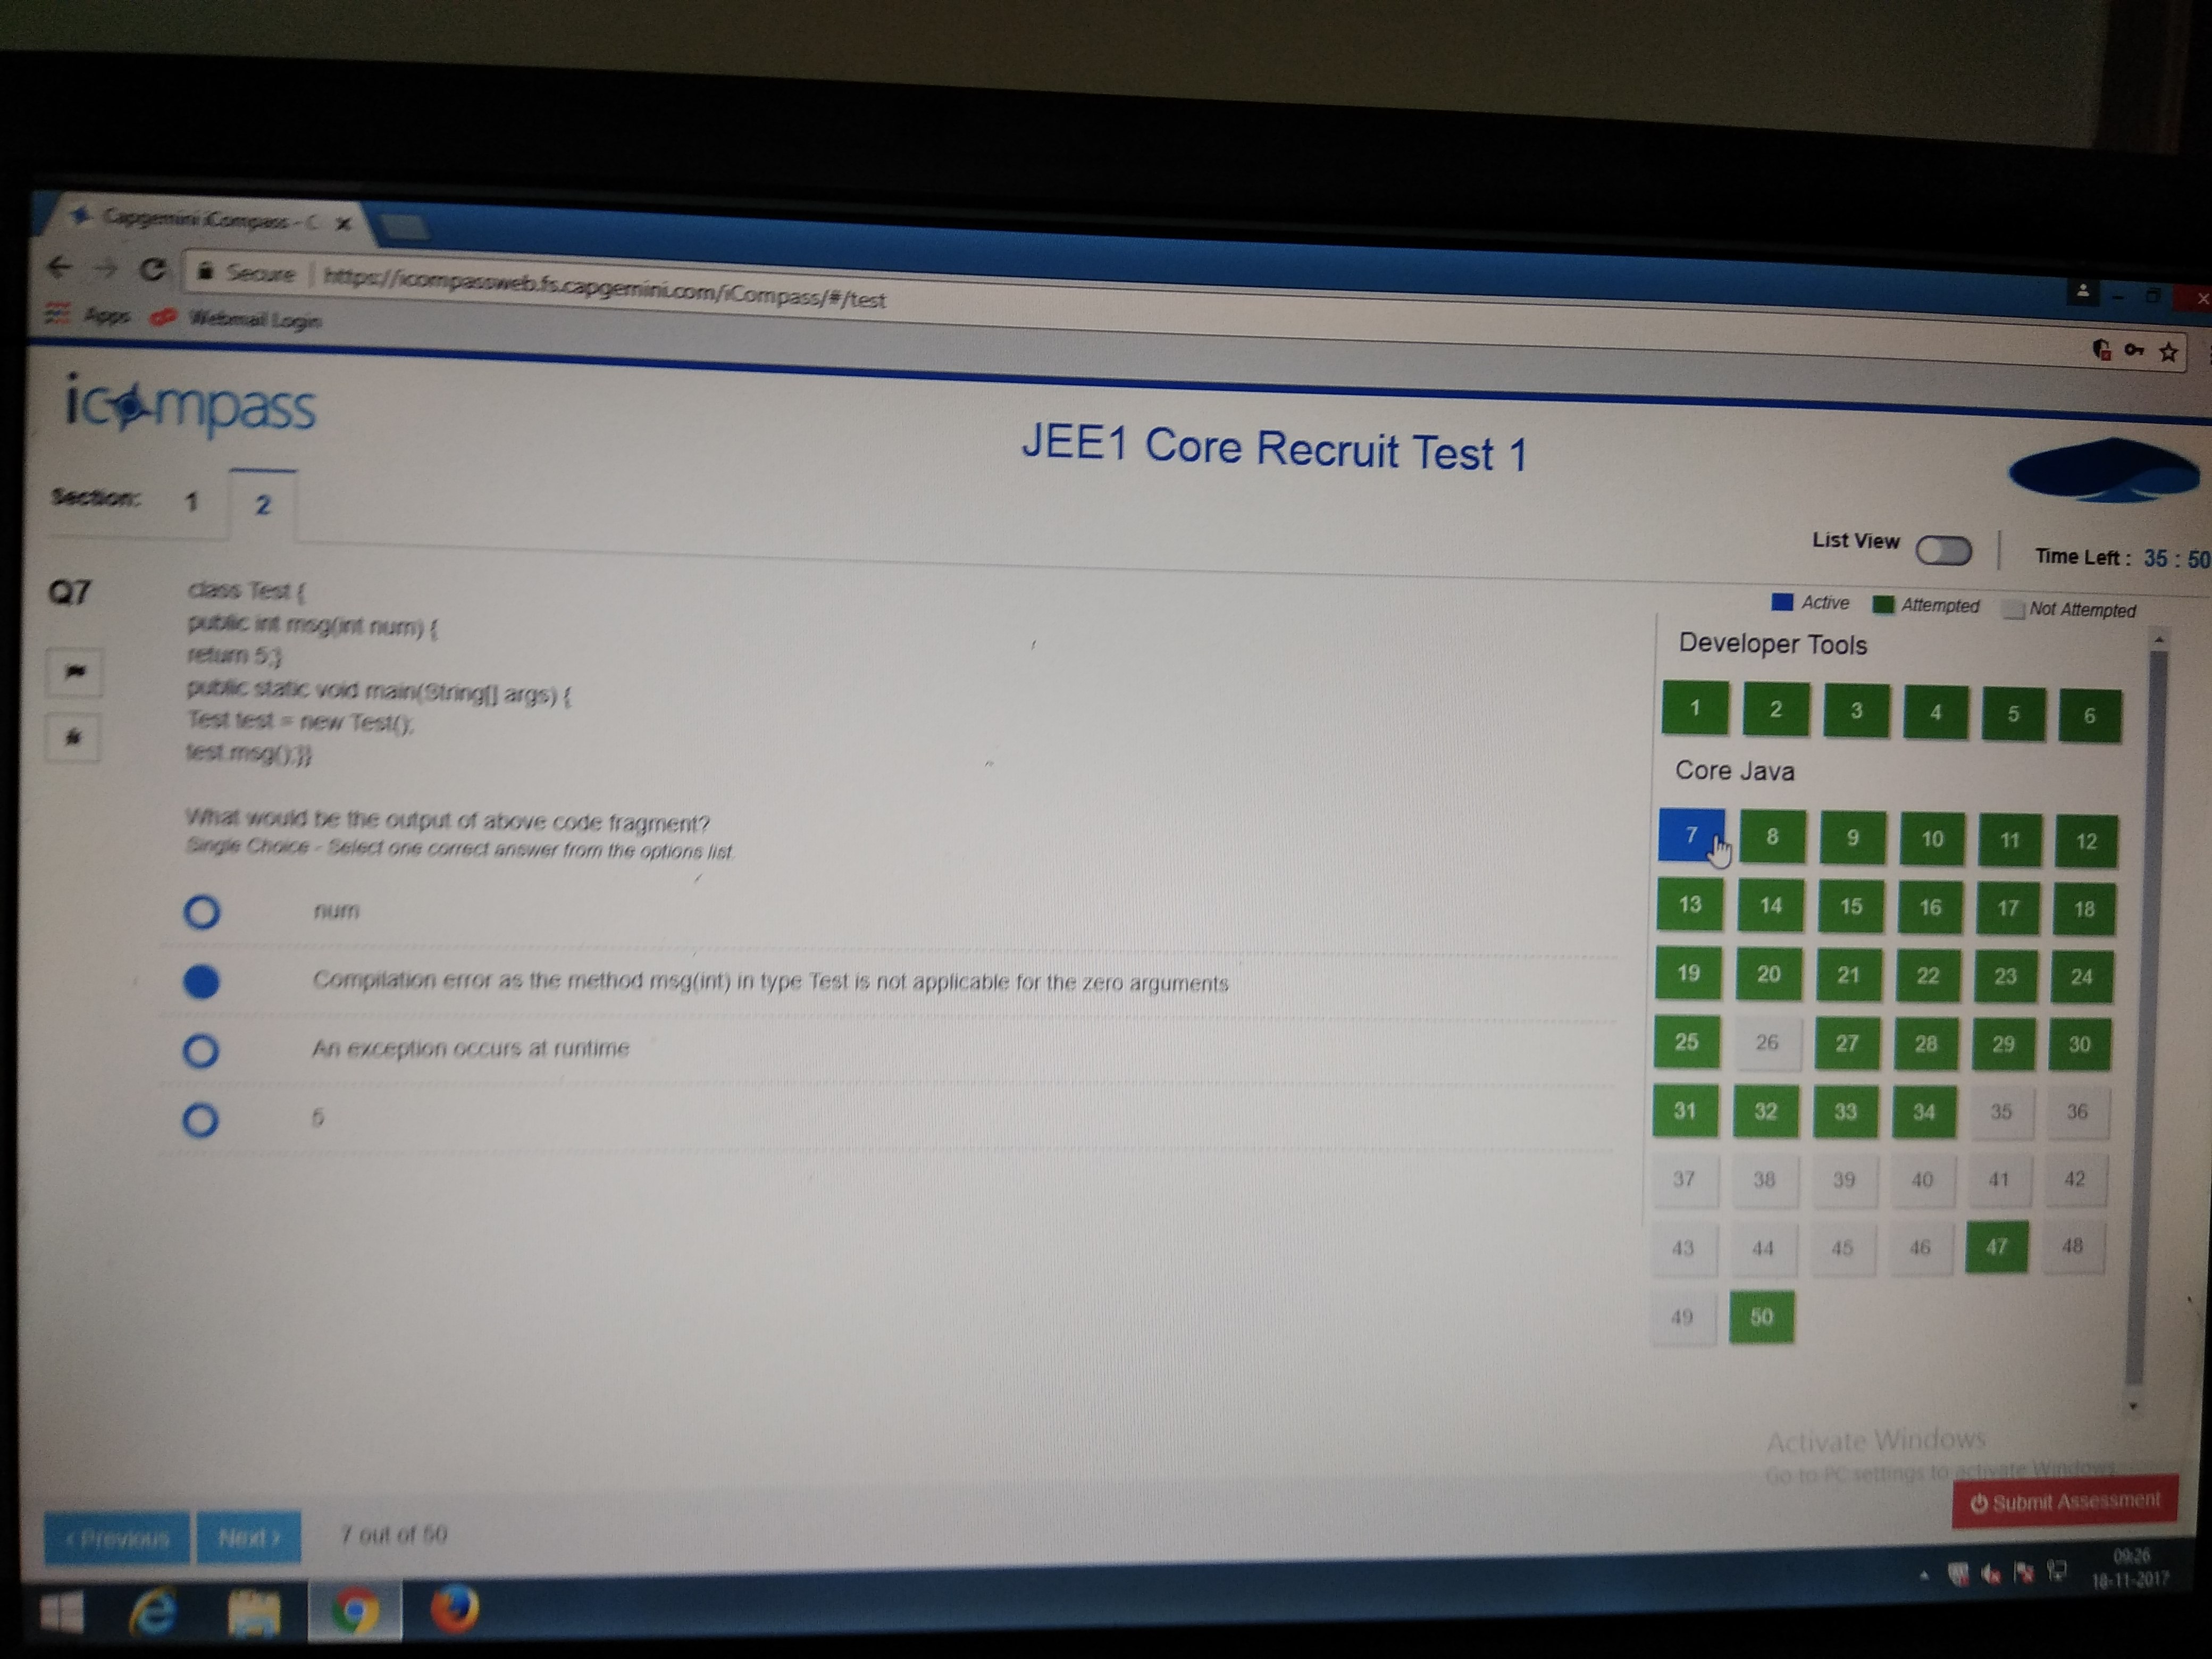 Capgemini iCompass - C
Secure https://icompassweb.fs.capgemini.com/iCompass/#/test
Apps Webmail Login
icompass
JEE1 Core Recruit Test 1
Section: 1 2
List View
Time Left : 35 : 50
Active Attempted Not Attempted
Q7
class Test {
public int msg(int num) {
return 5;}
public static void main(String[] args) {
Test test = new Test();
test.msg();}}
What would be the output of above code fragment?
Single Choice - Select one correct answer from the options list.
num
Compilation error as the method msg(int) in type Test is not applicable for the zero arguments
An exception occurs at runtime
5
Developer Tools
1 2 3 4 5 6
Core Java
7 8 9 10 11 12
13 14 15 16 17 18
19 20 21 22 23 24
25 26 27 28 29 30
31 32 33 34 35 36
37 38 39 40 41 42
43 44 45 46 47 48
49 50
Activate Windows
Go to PC settings to activate Windows.
Submit Assessment
< Previous Next > 7 out of 50
09:26
18-11-2017